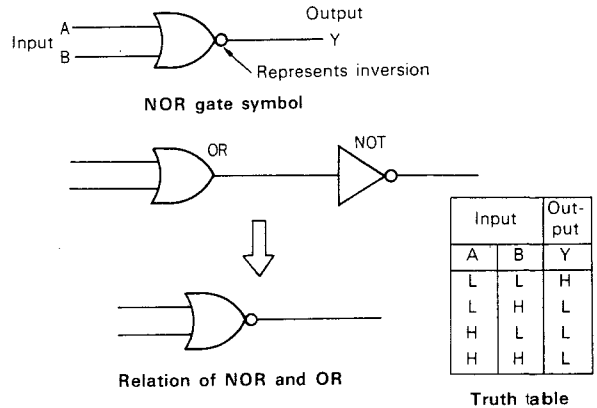 Output
A
Input
Y
B
Represents inversion
NOR gate symbol
OR
NOT
Input Out-
put
A B Y
L L H
L H L
H L L
H H L
Relation of NOR and OR
Truth table